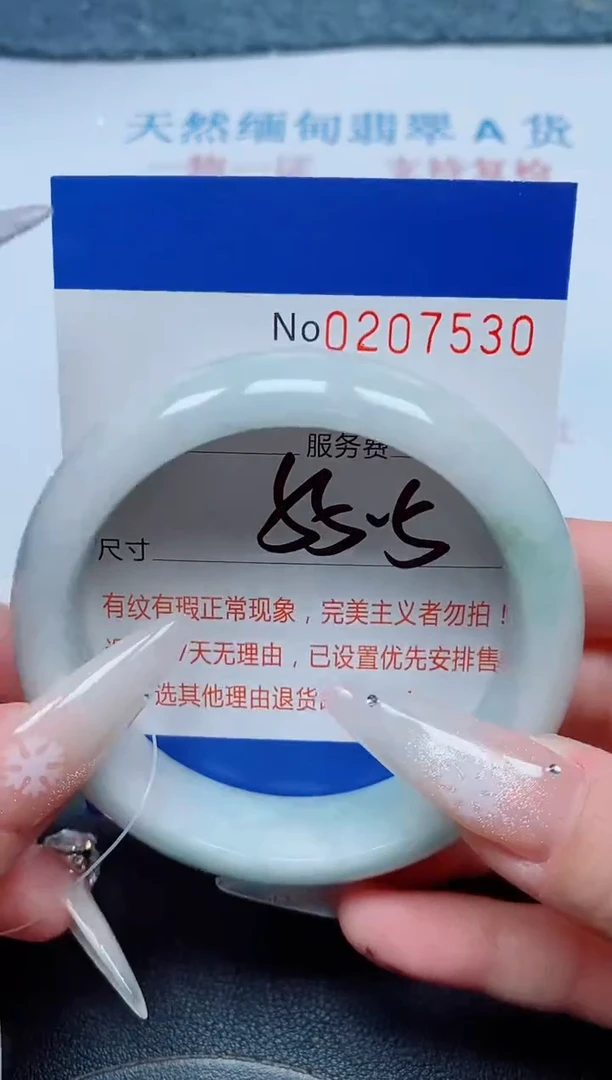 天然缅甸翡翠A货
No0207530
服务费
尺寸 55.5
有纹有瑕正常现象，完美主义者勿拍！
/天无理由，已设置优先安排售
选其他理由退货